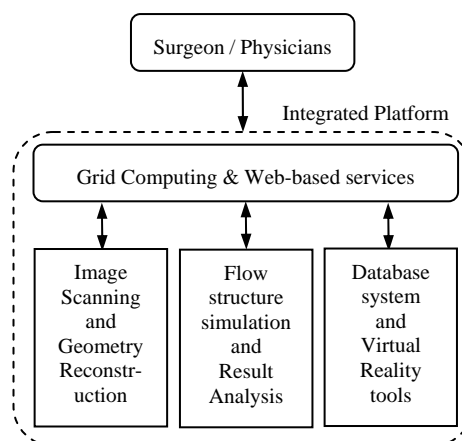 Surgeon / Physicians
Integrated Platform
Grid Computing & Web-based services
Image
Scanning
and
Geometry
Reconstr-
uction
Flow
structure
simulation
and
Result
Analysis
Database
system
and
Virtual
Reality
tools